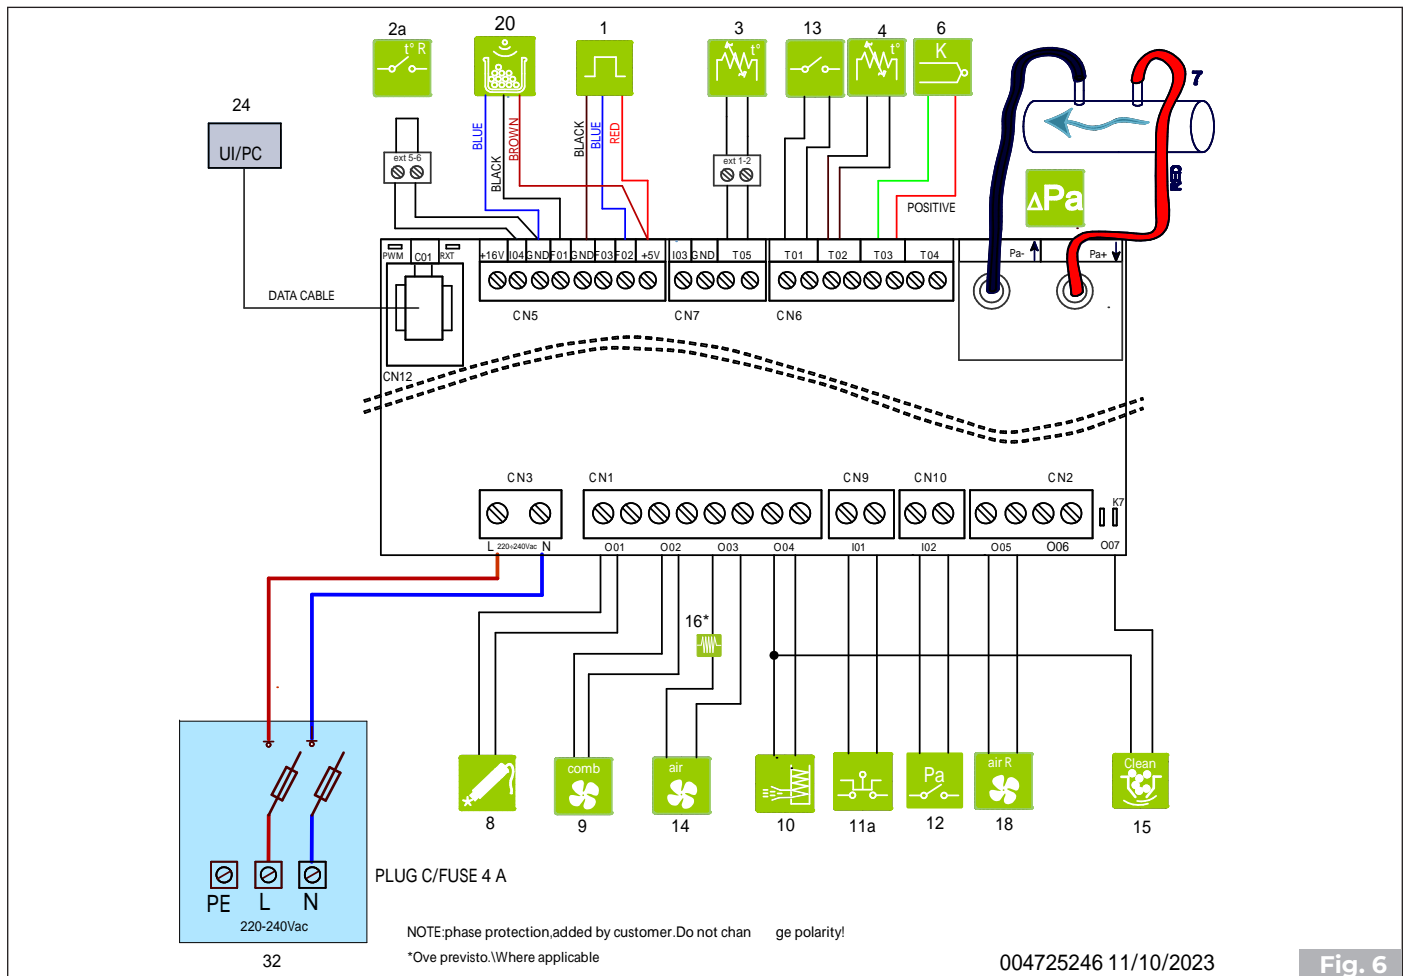 2a 20 1 3 13 4 6
t° R t° t° K
7
24
UI/PC
BLUE BLACK BROWN BLACK BLUE RED
ext 5-6 ext 1-2
RED
ΔPa
POSITIVE
PWM C01 RXT +16V I04 GND F01 GND F03 F02 +5V I03 GND T05 T01 T02 T03 T04 Pa- Pa+
DATA CABLE
CN5 CN7 CN6
CN12
CN3 CN1 CN9 CN10 CN2
K7
L 220÷240Vac N O01 O02 O03 O04 I01 I02 O05 O06 O07
16*
comb air Pa air R Clean
8 9 14 10 11a 12 18 15
PLUG C/FUSE 4 A
PE L N
220-240Vac
32
NOTE:phase protection,added by customer.Do not chan ge polarity!
*Ove previsto.\Where applicable
004725246 11/10/2023
Fig. 6